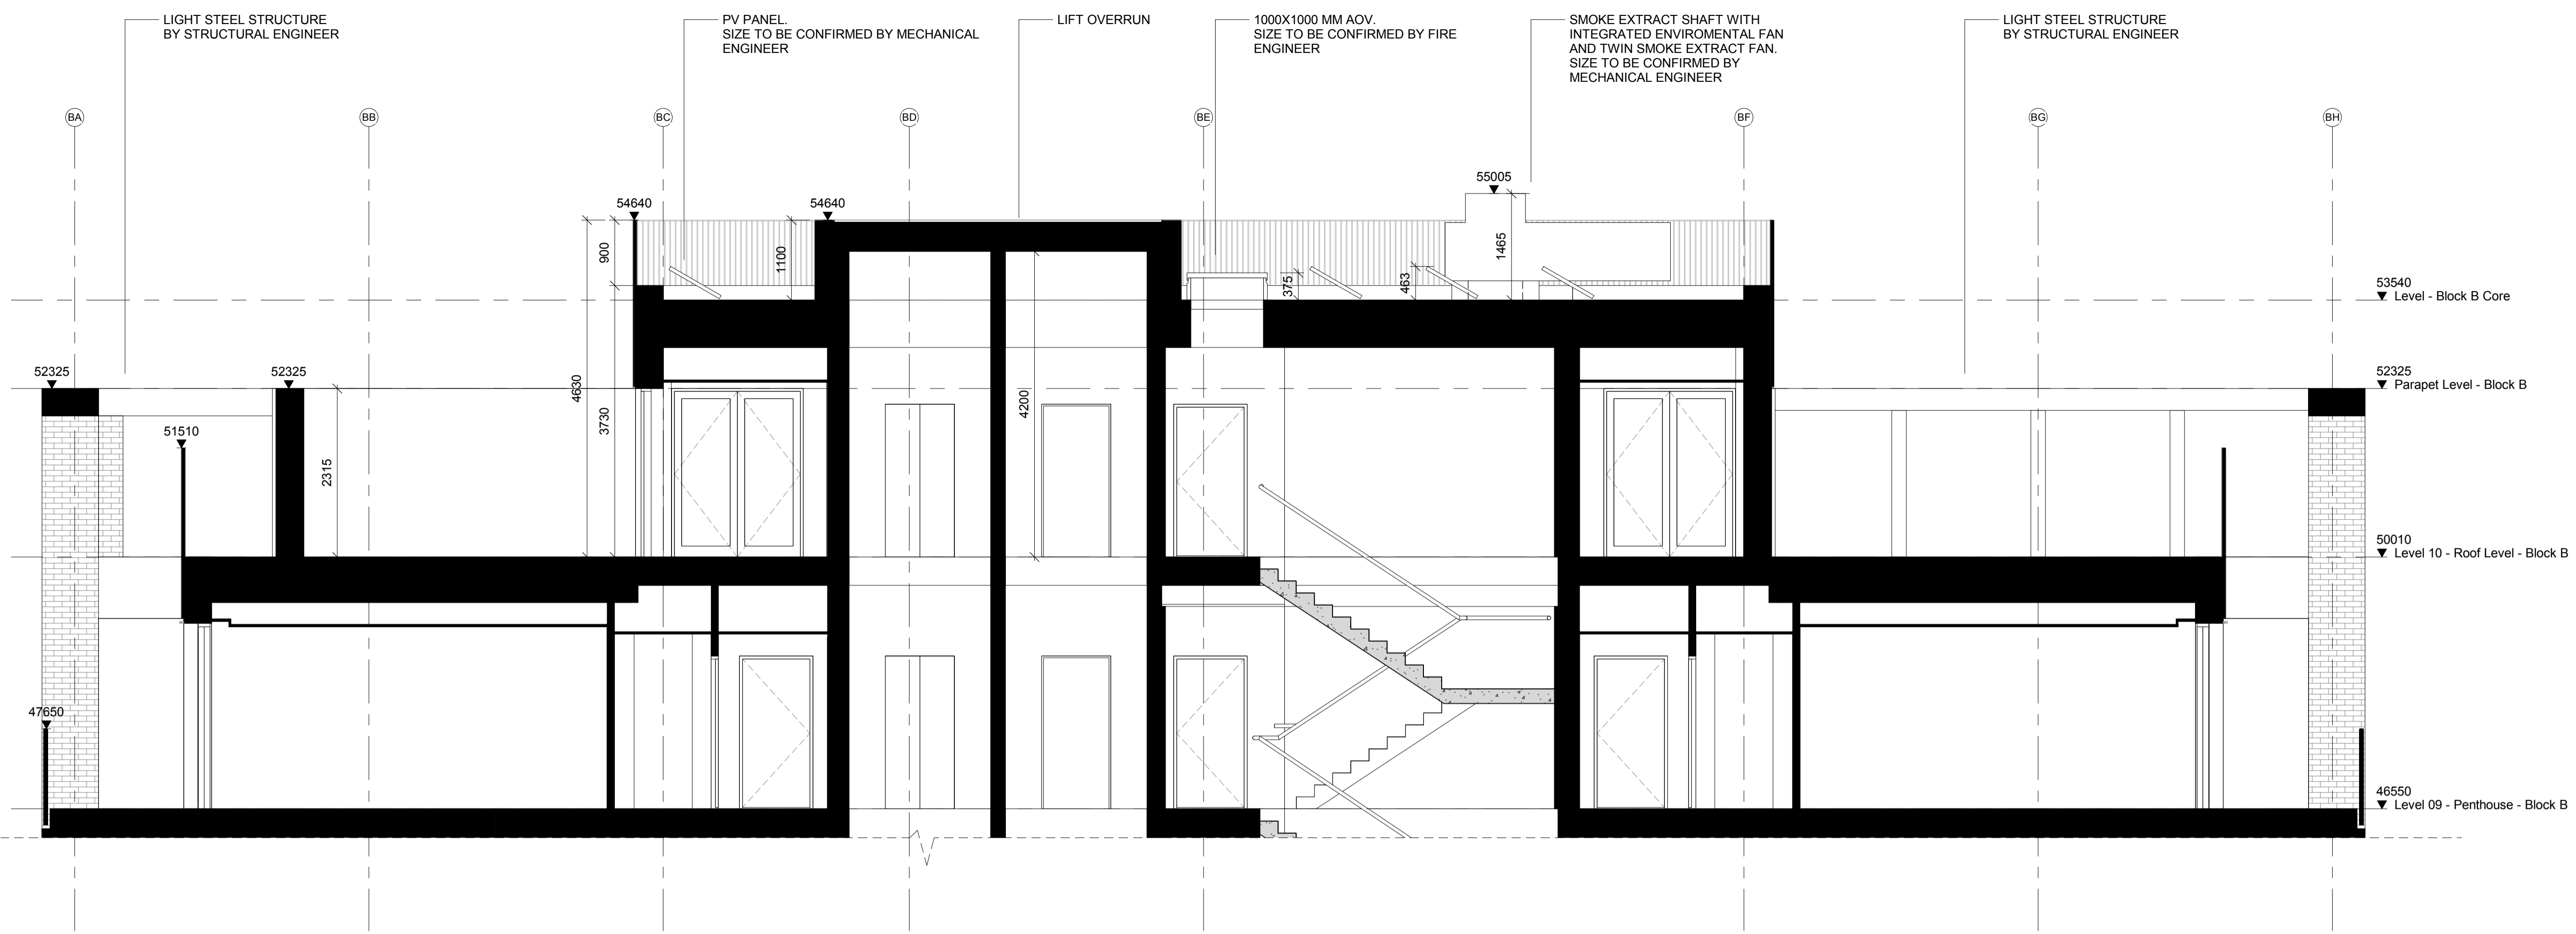 LIGHT STEEL STRUCTURE
BY STRUCTURAL ENGINEER
PV PANEL.
SIZE TO BE CONFIRMED BY MECHANICAL
ENGINEER
LIFT OVERRUN
1000X1000 MM AOV.
SIZE TO BE CONFIRMED BY FIRE
ENGINEER
SMOKE EXTRACT SHAFT WITH
INTEGRATED ENVIROMENTAL FAN
AND TWIN SMOKE EXTRACT FAN.
SIZE TO BE CONFIRMED BY
MECHANICAL ENGINEER
LIGHT STEEL STRUCTURE
BY STRUCTURAL ENGINEER
BA
BB
BC
BD
BE
BF
BG
BH
55005
54640
54640
900
1100
1465
375
463
53540
Level - Block B Core
52325
52325
52325
Parapet Level - Block B
4630
3730
4200
51510
2315
50010
Level 10 - Roof Level - Block B
47650
46550
Level 09 - Penthouse - Block B